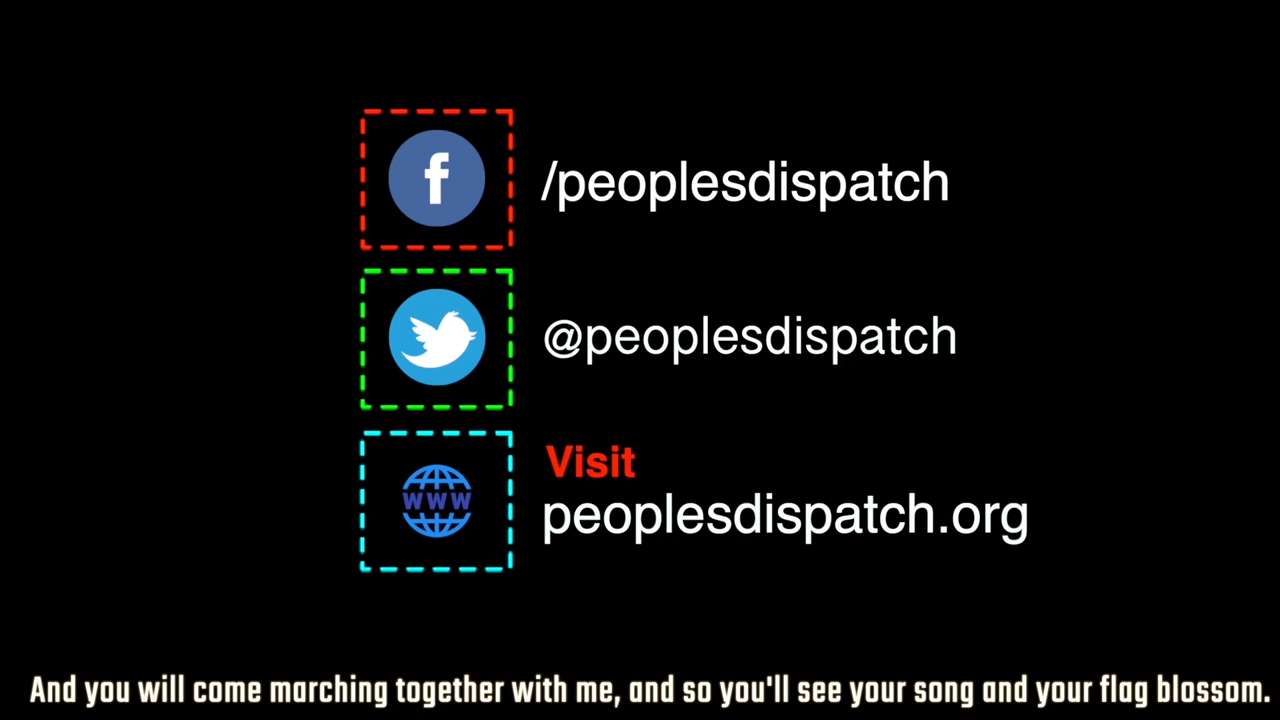 f
/peoplesdispatch
@peoplesdispatch
Visit
www
peoplesdispatch.org
And you will come marching together with me, and so you'll see your song and your flag blossom.